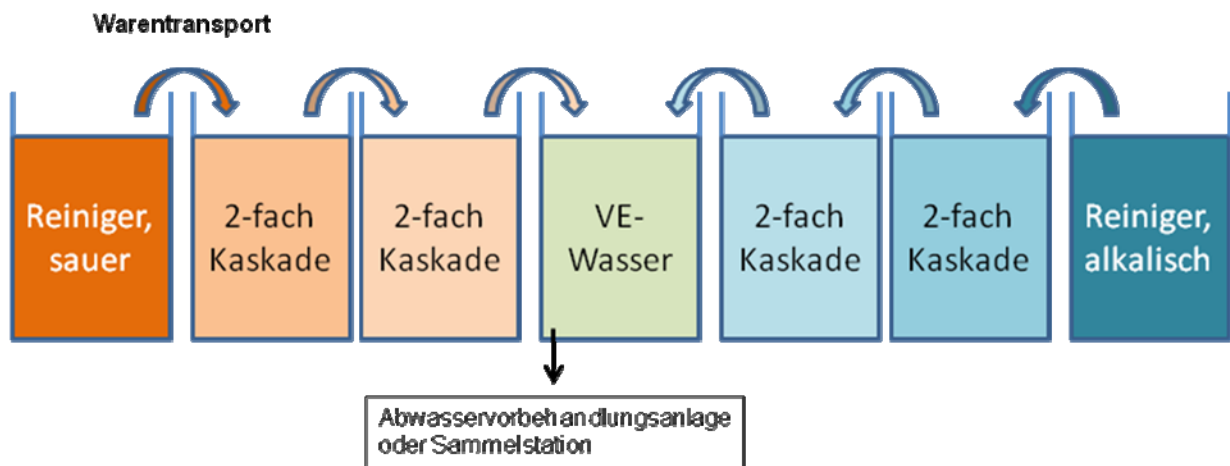 Warentransport
Reiniger,
sauer
2-fach
Kaskade
2-fach
Kaskade
VE-
Wasser
2-fach
Kaskade
2-fach
Kaskade
Reiniger,
alkalisch
Abwasservorbehandlungsanlage
oder Sammelstation